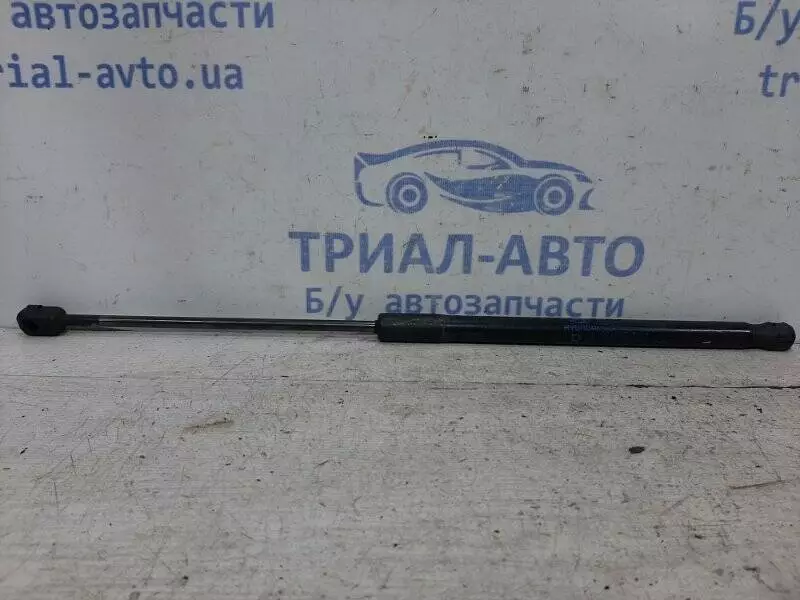 автозапчасти
rial-avto.ua
Б/у
tr
ТРИАЛ-АВТО
Б/у автозапчасти